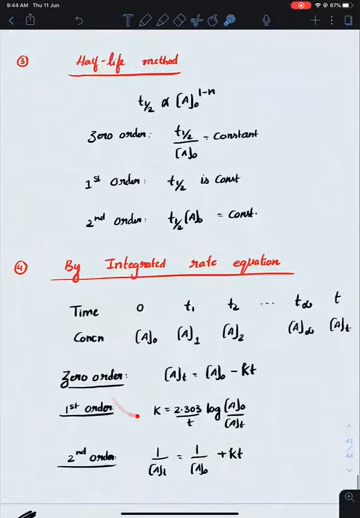 9:44 AM Thu 11 Jun
67%
③ Half-life method
t½ ∝ [A]₀¹⁻ⁿ
Zero order: t½/[A]₀ = Constant
1st Order: t½ is Const
2nd Order: t½ [A]₀ = Const.
④ By Integrated rate equation
Time 0 t₁ t₂ ... t∞ t
Concn [A]₀ [A]₁ [A]₂ [A]∞ [A]t
Zero order: [A]t = [A]₀ - kt
1st order: K = 2.303/t log [A]₀/[A]t
2nd order: 1/[A]t = 1/[A]₀ + kt